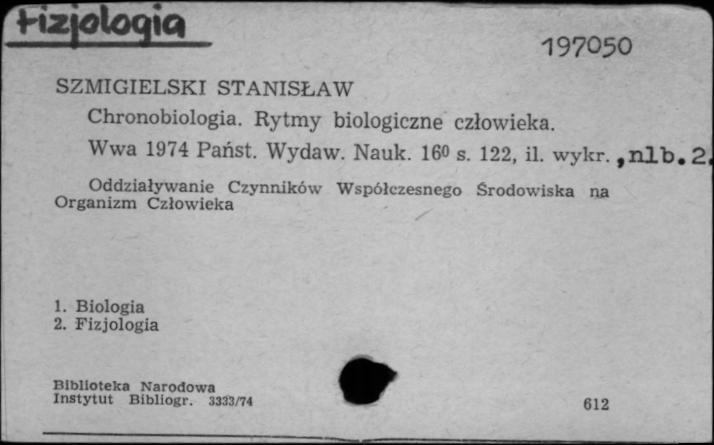 Fizjologia
197050
SZMIGIELSKI STANISŁAW
Chronobiologia. Rytmy biologiczne człowieka.
Wwa 1974 Państ. Wydaw. Nauk. 16⁰ s. 122, il. wykr. ,nlb.2.
Oddziaływanie Czynników Współczesnego Środowiska na
Organizm Człowieka
1. Biologia
2. Fizjologia
Biblioteka Narodowa
Instytut Bibliogr. 3333/74
612